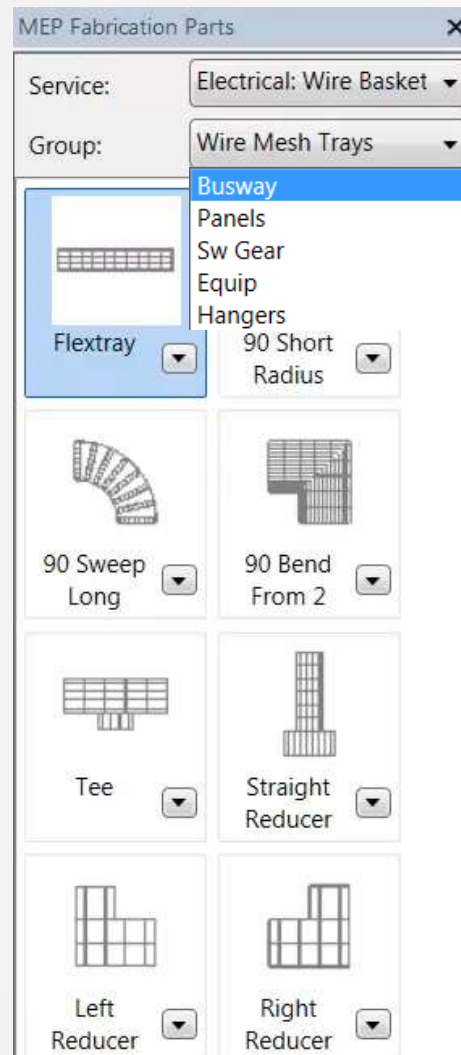 MEP Fabrication Parts
Service: Electrical: Wire Basket
Group: Wire Mesh Trays
Busway
Panels
Sw Gear
Equip
Hangers
Flextray
90 Short
Radius
90 Sweep
Long
90 Bend
From 2
Tee
Straight
Reducer
Left
Reducer
Right
Reducer